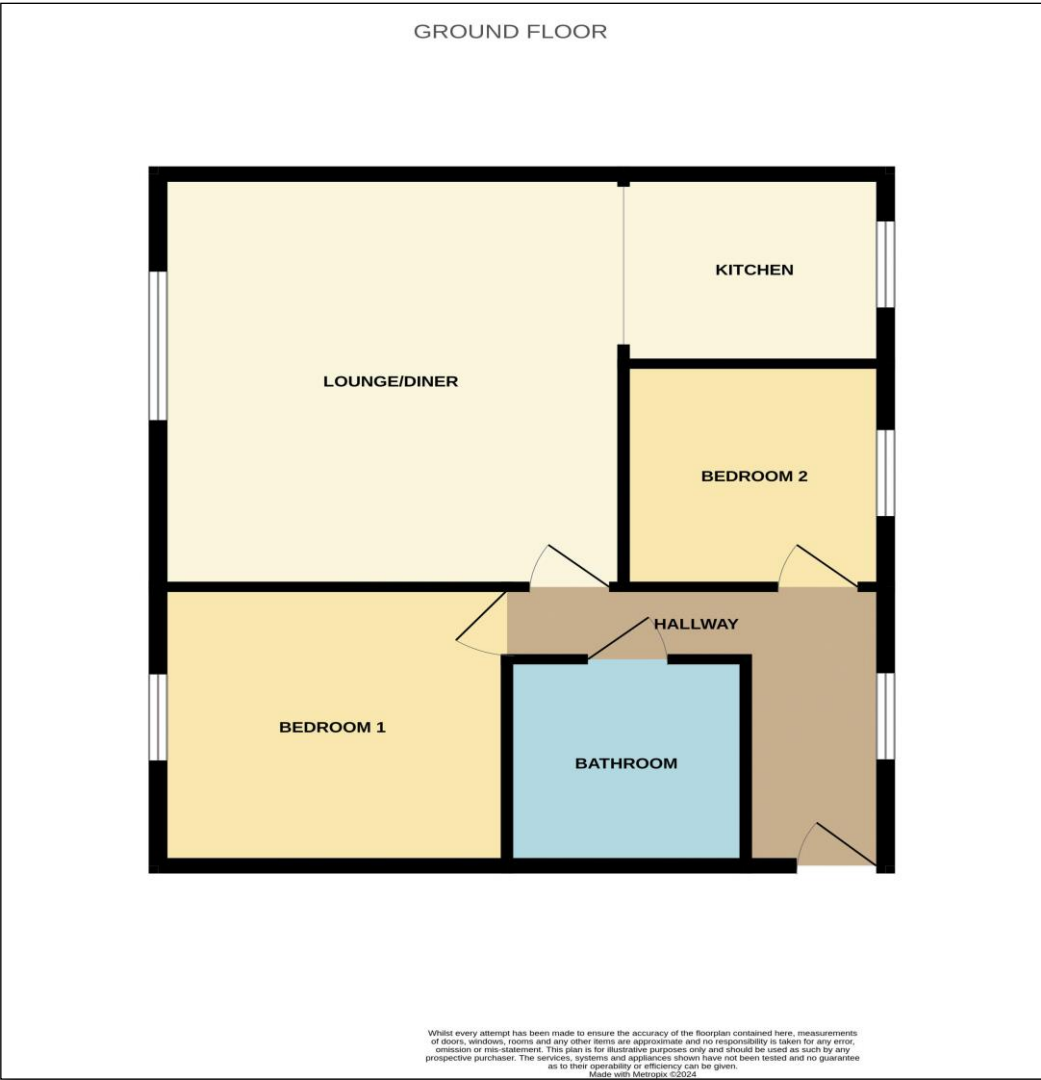 GROUND FLOOR
KITCHEN
LOUNGE/DINER
BEDROOM 2
HALLWAY
BEDROOM 1
BATHROOM
Whilst every attempt has been made to ensure the accuracy of the floorplan contained here, measurements
of doors, windows, rooms and any other items are approximate and no responsibility is taken for any error,
omission or mis-statement. This plan is for illustrative purposes only and should be used as such by any
prospective purchaser. The services, systems and appliances shown have not been tested and no guarantee
as to their operability or efficiency can be given.
Made with Metropix ©2024